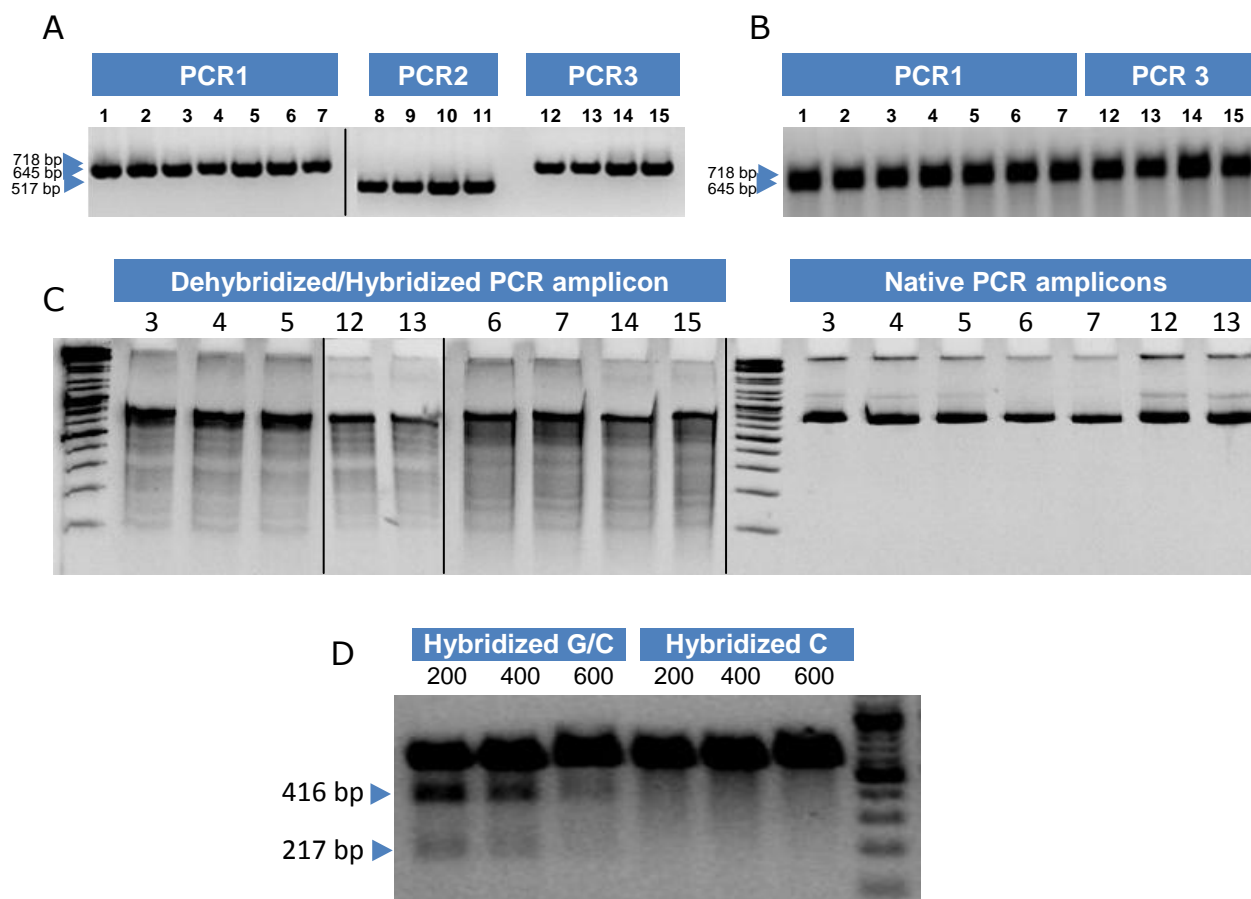 A
B
PCR1 PCR2 PCR3
PCR1 PCR 3
1 2 3 4 5 6 7 8 9 10 11 12 13 14 15
1 2 3 4 5 6 7 12 13 14 15
718 bp
645 bp
517 bp
718 bp
645 bp
Dehybridized/Hybridized PCR amplicon
Native PCR amplicons
C
3 4 5 12 13 6 7 14 15
3 4 5 6 7 12 13
D
Hybridized G/C Hybridized C
200 400 600 200 400 600
416 bp
217 bp